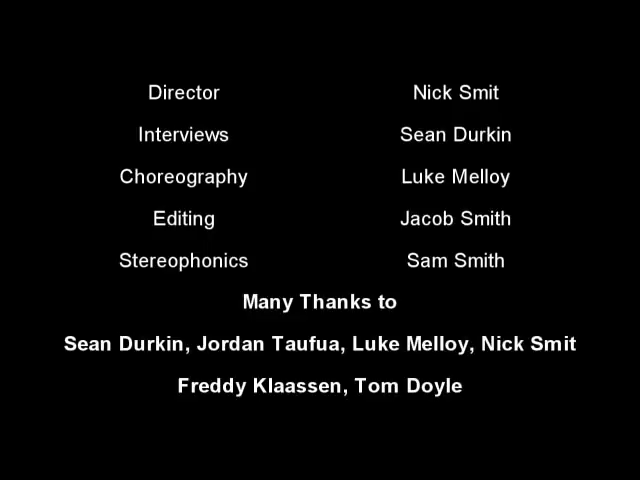 Director Nick Smit
Interviews Sean Durkin
Choreography Luke Melloy
Editing Jacob Smith
Stereophonics Sam Smith
Many Thanks to
Sean Durkin, Jordan Taufua, Luke Melloy, Nick Smit
Freddy Klaassen, Tom Doyle